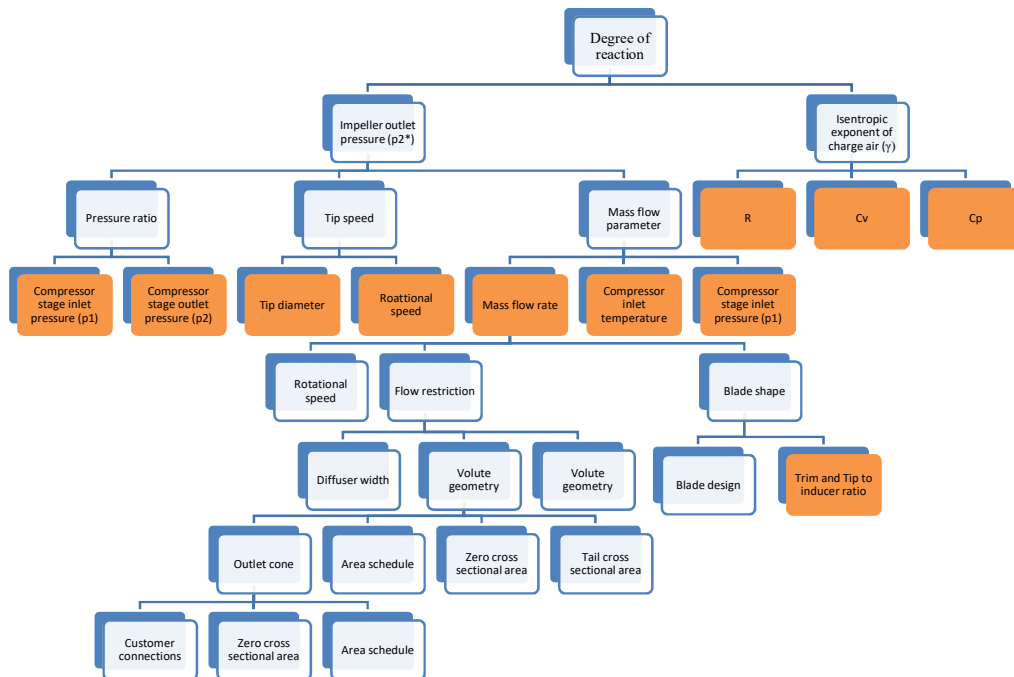 Degree of
reaction
Impeller outlet
pressure (p2*)
Isentropic
exponent of
charge air (γ)
Pressure ratio
Tip speed
Mass flow
parameter
R
Cv
Cp
Compressor
stage inlet
pressure (p1)
Compressor
stage outlet
pressure (p2)
Tip diameter
Roattional
speed
Mass flow rate
Compressor
inlet
temperature
Compressor
stage inlet
pressure (p1)
Rotational
speed
Flow restriction
Blade shape
Diffuser width
Volute
geometry
Volute
geometry
Blade design
Trim and Tip to
inducer ratio
Outlet cone
Area schedule
Zero cross
sectional area
Tail cross
sectional area
Customer
connections
Zero cross
sectional area
Area schedule